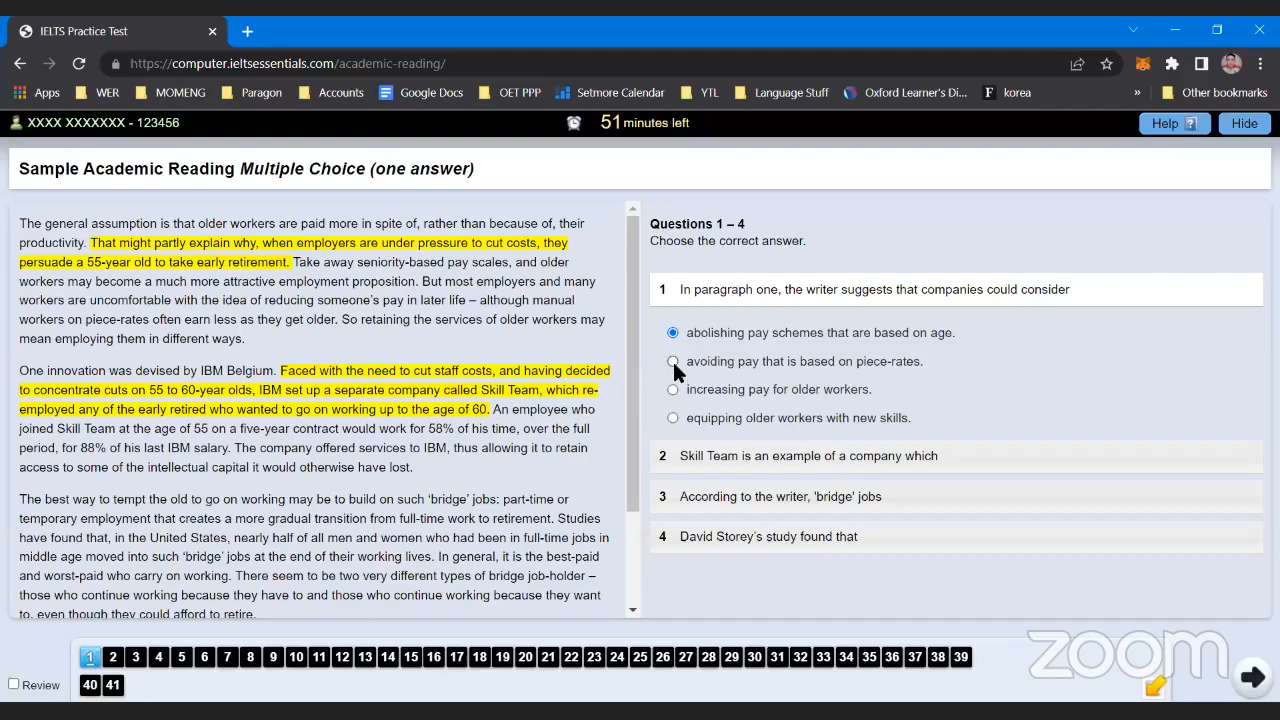 IELTS Practice Test
https://computer.ieltsessentials.com/academic-reading/
Apps WER MOMENG Paragon Accounts Google Docs OET PPP Setmore Calendar YTL Language Stuff Oxford Learner's Di... F korea » Other bookmarks
XXXX XXXXXXX - 123456
51 minutes left
Help ?
Hide
Sample Academic Reading Multiple Choice (one answer)
The general assumption is that older workers are paid more in spite of, rather than because of, their
productivity. That might partly explain why, when employers are under pressure to cut costs, they
persuade a 55-year old to take early retirement. Take away seniority-based pay scales, and older
workers may become a much more attractive employment proposition. But most employers and many
workers are uncomfortable with the idea of reducing someone's pay in later life – although manual
workers on piece-rates often earn less as they get older. So retaining the services of older workers may
mean employing them in different ways.
One innovation was devised by IBM Belgium. Faced with the need to cut staff costs, and having decided
to concentrate cuts on 55 to 60-year olds, IBM set up a separate company called Skill Team, which re-
employed any of the early retired who wanted to go on working up to the age of 60. An employee who
joined Skill Team at the age of 55 on a five-year contract would work for 58% of his time, over the full
period, for 88% of his last IBM salary. The company offered services to IBM, thus allowing it to retain
access to some of the intellectual capital it would otherwise have lost.
The best way to tempt the old to go on working may be to build on such 'bridge' jobs: part-time or
temporary employment that creates a more gradual transition from full-time work to retirement. Studies
have found that, in the United States, nearly half of all men and women who had been in full-time jobs in
middle age moved into such 'bridge' jobs at the end of their working lives. In general, it is the best-paid
and worst-paid who carry on working. There seem to be two very different types of bridge job-holder –
those who continue working because they have to and those who continue working because they want
to, even though they could afford to retire.
Questions 1 – 4
Choose the correct answer.
1 In paragraph one, the writer suggests that companies could consider
abolishing pay schemes that are based on age.
avoiding pay that is based on piece-rates.
increasing pay for older workers.
equipping older workers with new skills.
2 Skill Team is an example of a company which
3 According to the writer, 'bridge' jobs
4 David Storey's study found that
1 2 3 4 5 6 7 8 9 10 11 12 13 14 15 16 17 18 19 20 21 22 23 24 25 26 27 28 29 30 31 32 33 34 35 36 37 38 39
Review 40 41
zoom